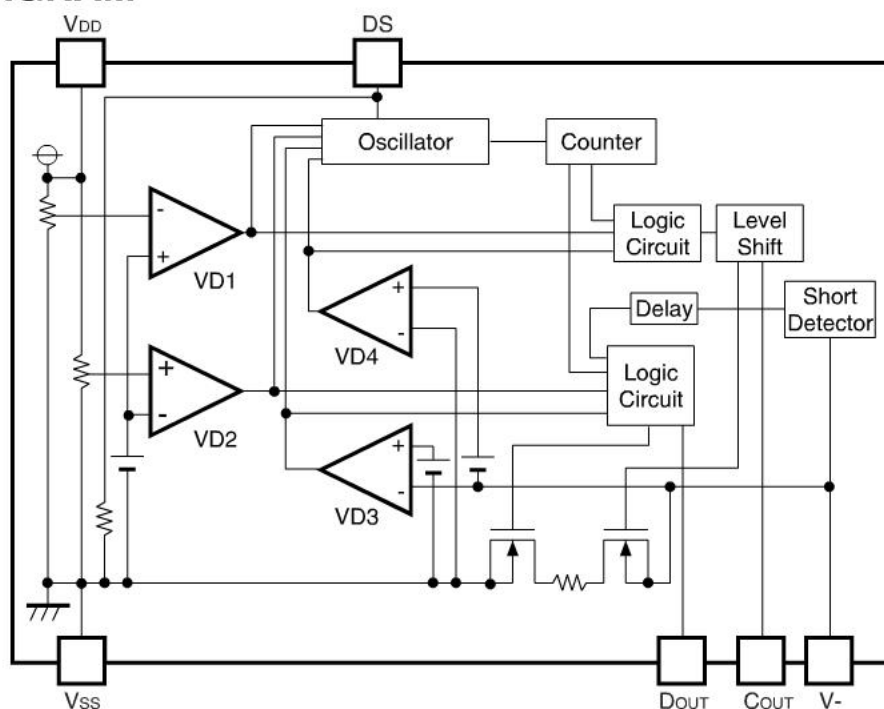 VDD
DS
Oscillator
Counter
-
+
VD1
Logic
Circuit
Level
Shift
+
-
VD4
Delay
Short
Detector
+
-
VD2
Logic
Circuit
+
-
VD3
VSS
DOUT
COUT
V-